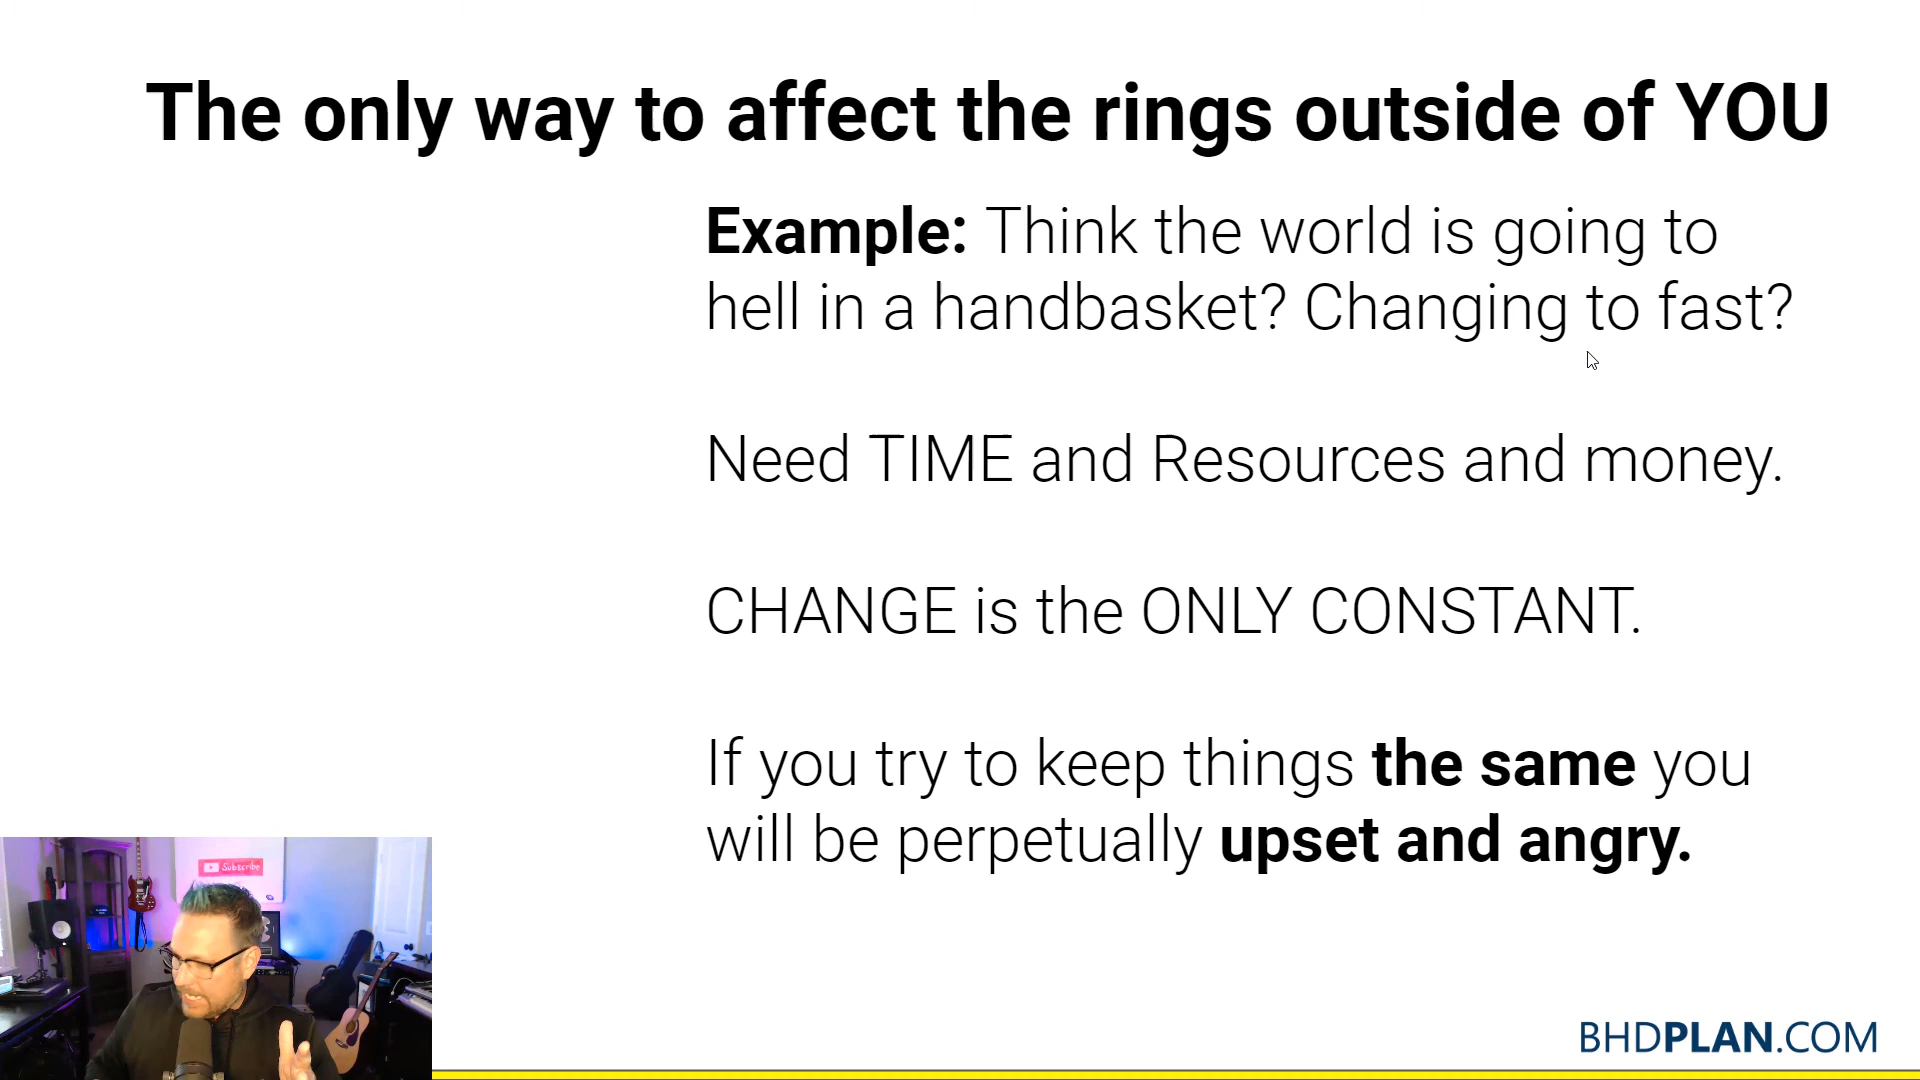 The only way to affect the rings outside of YOU
Example: Think the world is going to
hell in a handbasket? Changing to fast?
Need TIME and Resources and money.
CHANGE is the ONLY CONSTANT.
If you try to keep things the same you
will be perpetually upset and angry.
Subscribe
BHDPLAN.COM